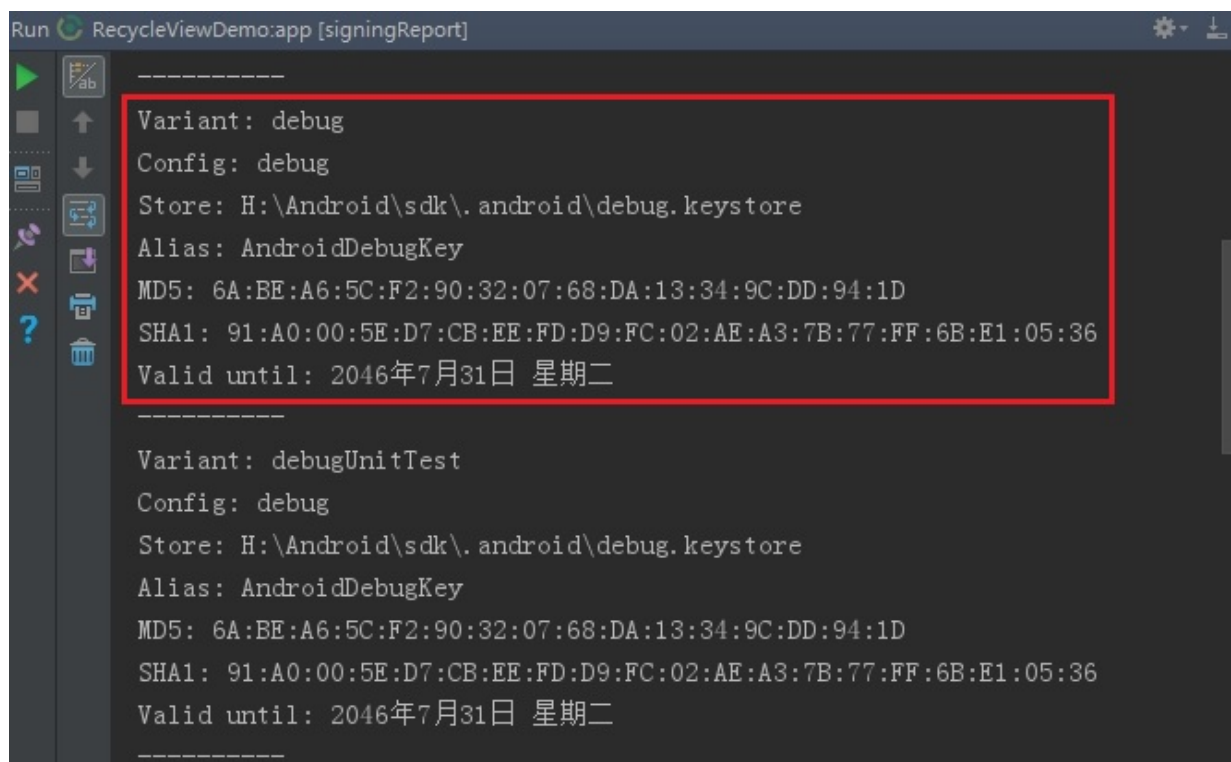 Run RecycleViewDemo:app [signingReport]
----------
Variant: debug
Config: debug
Store: H:\Android\sdk\.android\debug.keystore
Alias: AndroidDebugKey
MD5: 6A:BE:A6:5C:F2:90:32:07:68:DA:13:34:9C:DD:94:1D
SHA1: 91:A0:00:5E:D7:CB:EE:FD:D9:FC:02:AE:A3:7B:77:FF:6B:E1:05:36
Valid until: 2046年7月31日 星期二
----------
Variant: debugUnitTest
Config: debug
Store: H:\Android\sdk\.android\debug.keystore
Alias: AndroidDebugKey
MD5: 6A:BE:A6:5C:F2:90:32:07:68:DA:13:34:9C:DD:94:1D
SHA1: 91:A0:00:5E:D7:CB:EE:FD:D9:FC:02:AE:A3:7B:77:FF:6B:E1:05:36
Valid until: 2046年7月31日 星期二
----------